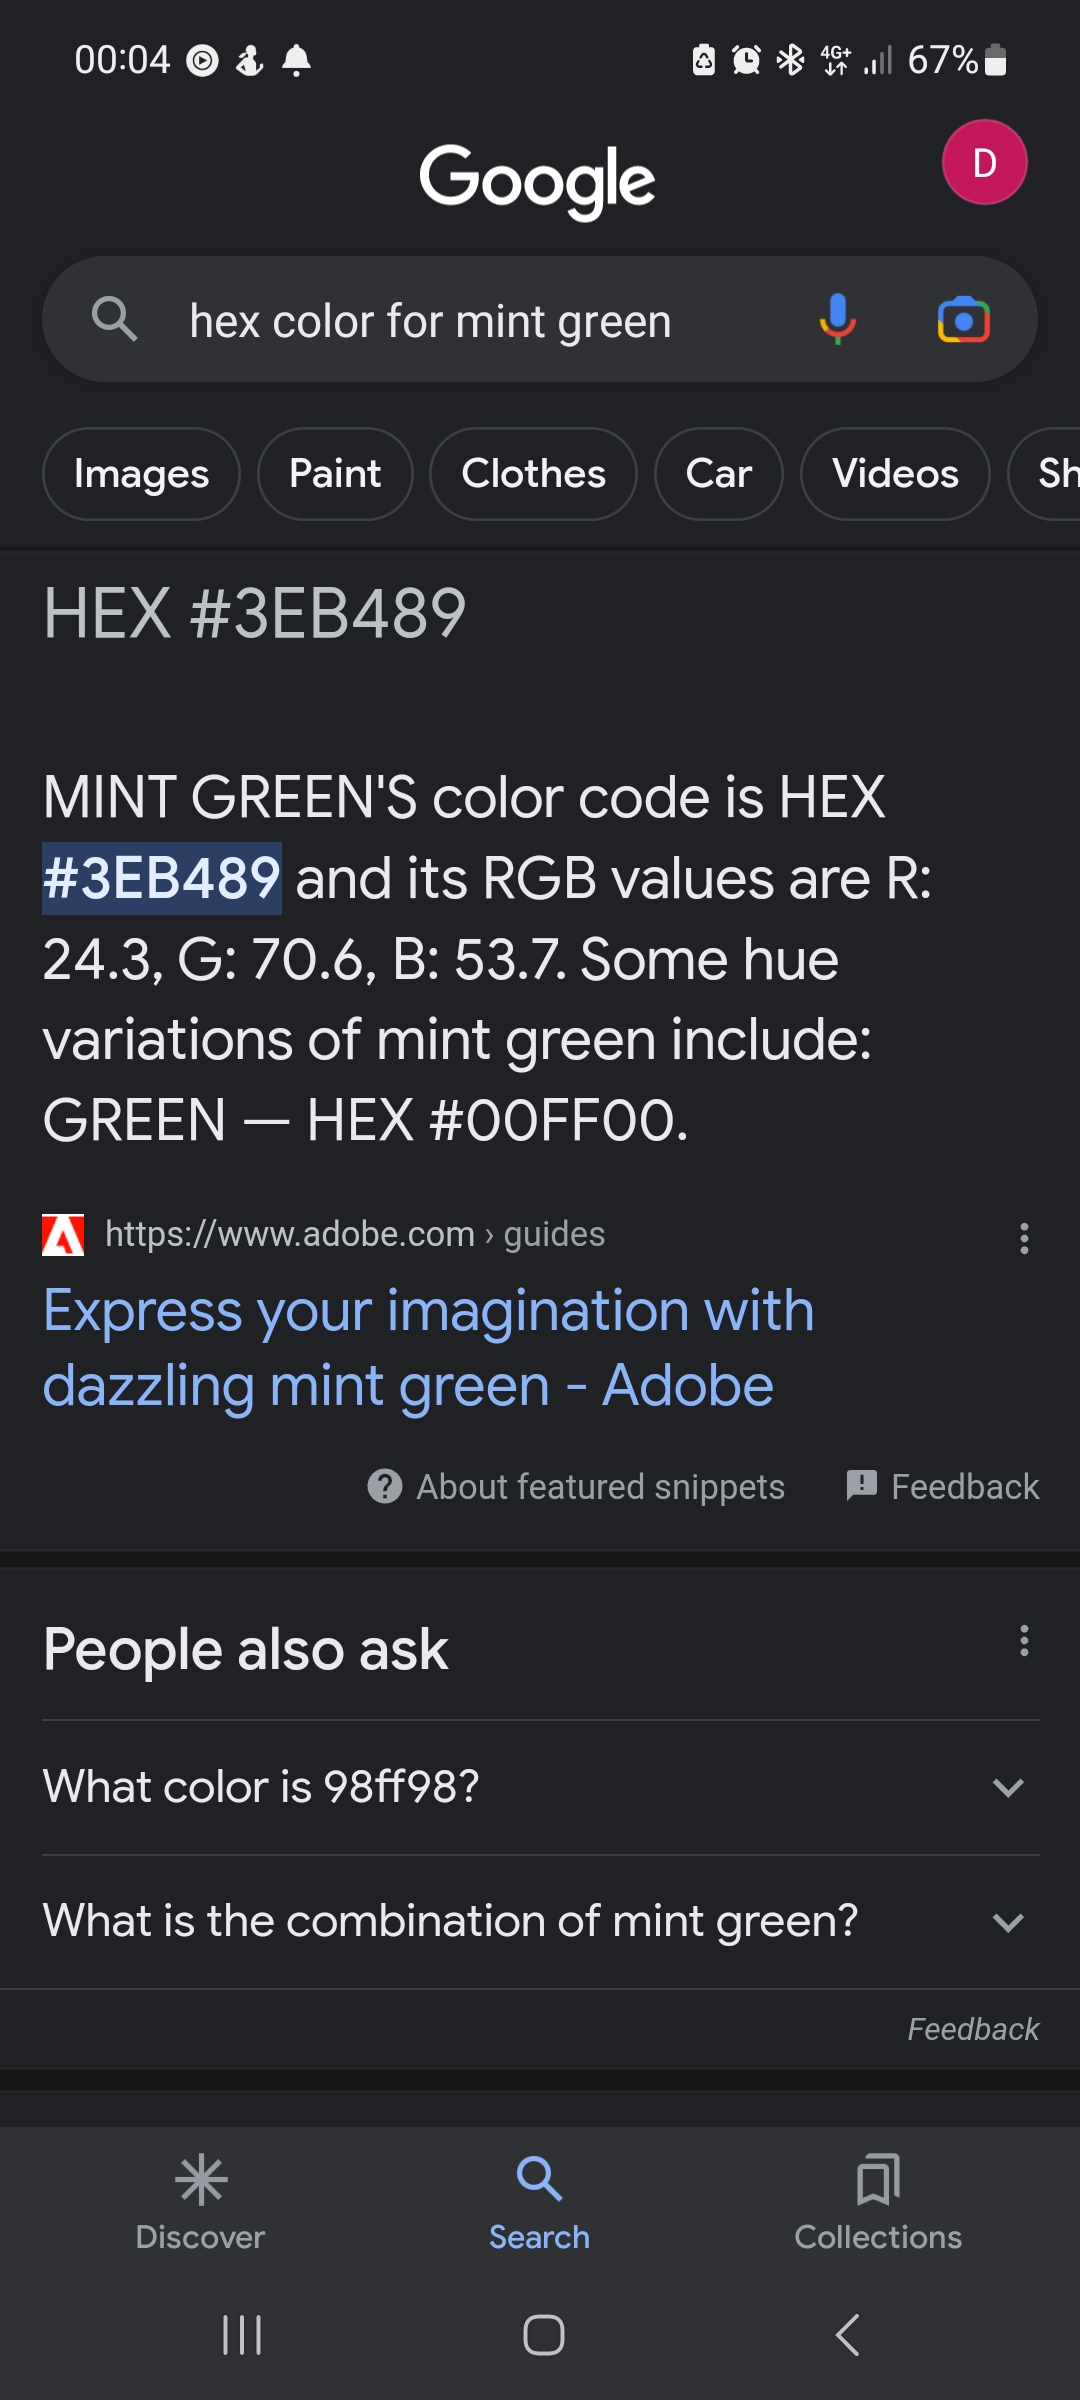 00:04
4G+
67%
Google
D
hex color for mint green
Images
Paint
Clothes
Car
Videos
Sh
HEX #3EB489
MINT GREEN'S color code is HEX
#3EB489 and its RGB values are R:
24.3, G: 70.6, B: 53.7. Some hue
variations of mint green include:
GREEN — HEX #00FF00.
https://www.adobe.com › guides
Express your imagination with
dazzling mint green - Adobe
About featured snippets
Feedback
People also ask
What color is 98ff98?
What is the combination of mint green?
Feedback
Discover
Search
Collections